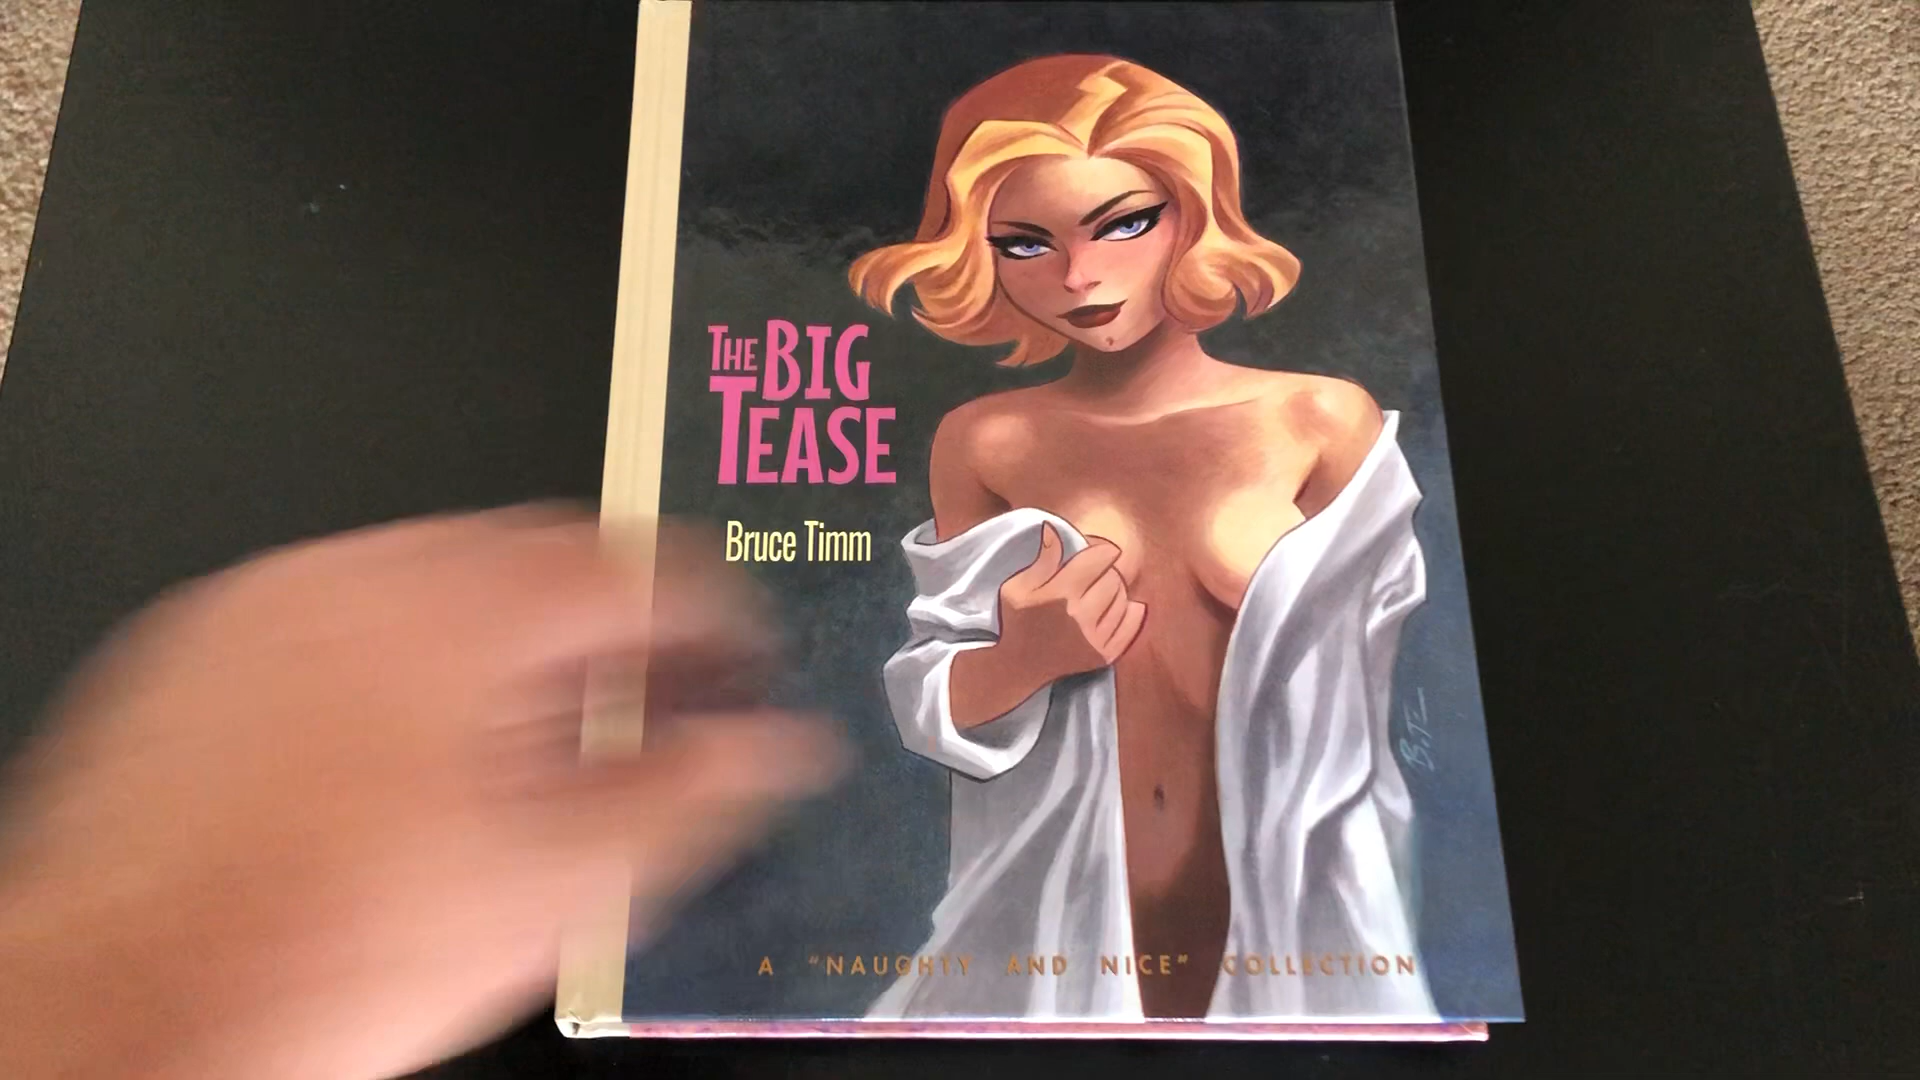 THE BIG
TEASE
Bruce Timm
B.T
A "NAUGHTY AND NICE" COLLECTION